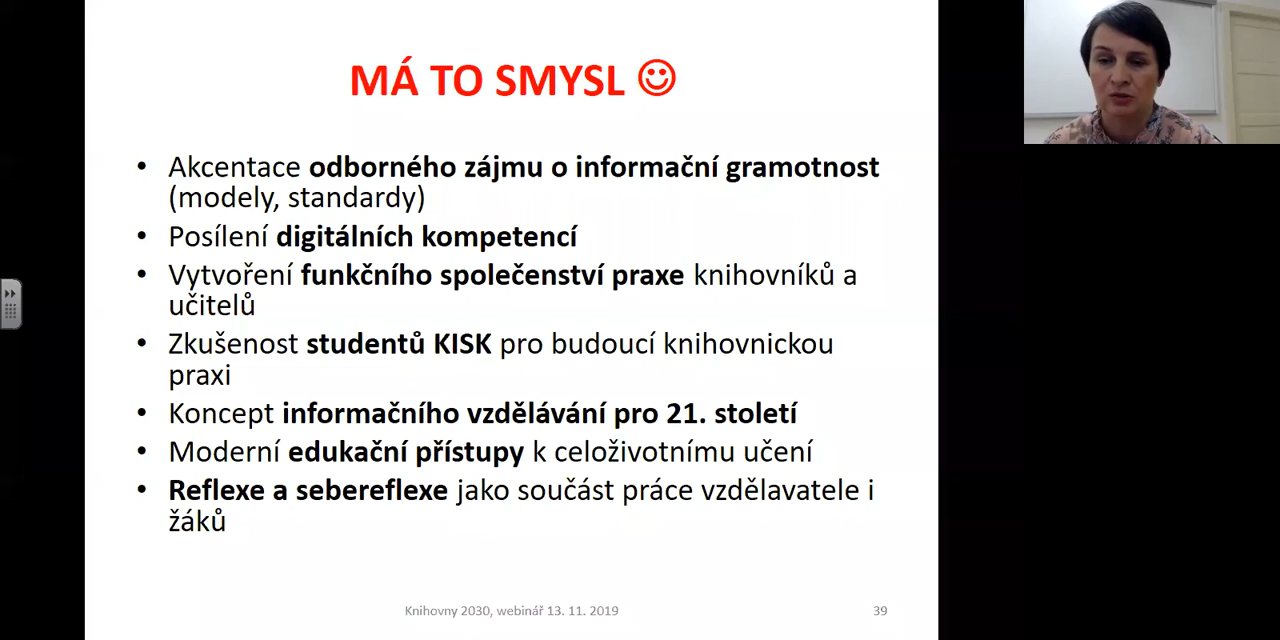 MÁ TO SMYSL ☺
• Akcentace odborného zájmu o informační gramotnost
(modely, standardy)
• Posílení digitálních kompetencí
• Vytvoření funkčního společenství praxe knihovníků a
učitelů
• Zkušenost studentů KISK pro budoucí knihovnickou
praxi
• Koncept informačního vzdělávání pro 21. století
• Moderní edukační přístupy k celoživotnímu učení
• Reflexe a sebereflexe jako součást práce vzdělavatele i
žáků
Knihovny 2030, webinář 13. 11. 2019
39